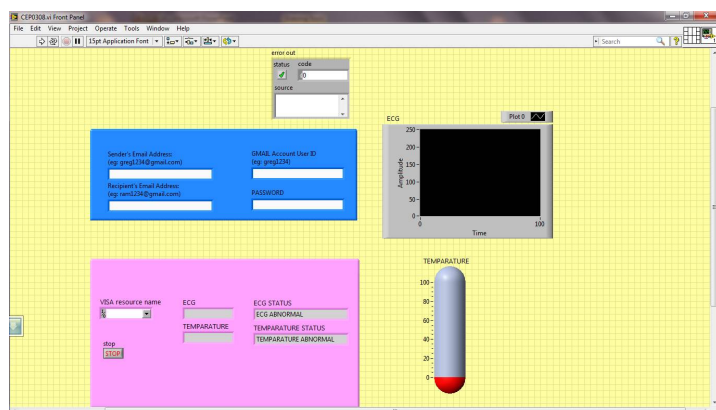 CEP0308.vi Front Panel
File Edit View Project Operate Tools Window Help
15pt Application Font
Search
error out
status code
0
source
ECG
Plot 0
250
150
100
50
0
Amplitude
0 100
Time
Sender's Email Address:
(eg: greg1234@gmail.com)
GMAIL Account User ID
(eg: greg1234)
Recipient's Email Address:
(eg: ram1234@gmail.com)
PASSWORD
TEMPARATURE
100
80
60
40
20
0
VISA resource name
ECG
ECG STATUS
ECG ABNORMAL
TEMPARATURE
TEMPARATURE STATUS
TEMPARATURE ABNORMAL
stop
STOP